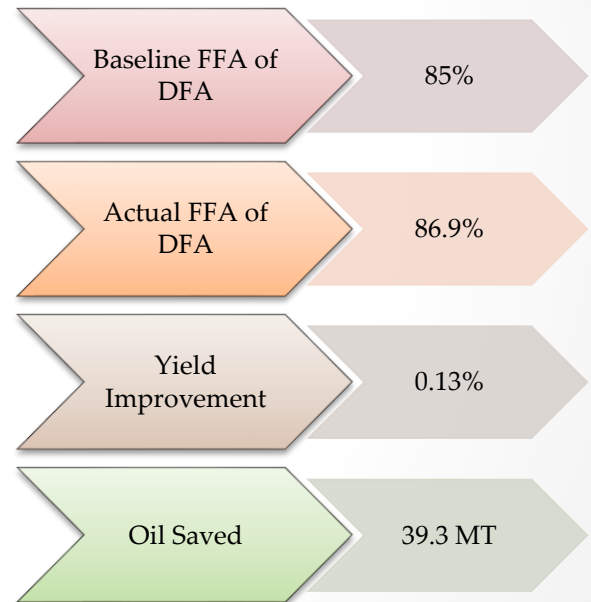 Baseline FFA of
DFA
85%
Actual FFA of
DFA
86.9%
Yield
Improvement
0.13%
Oil Saved
39.3 MT